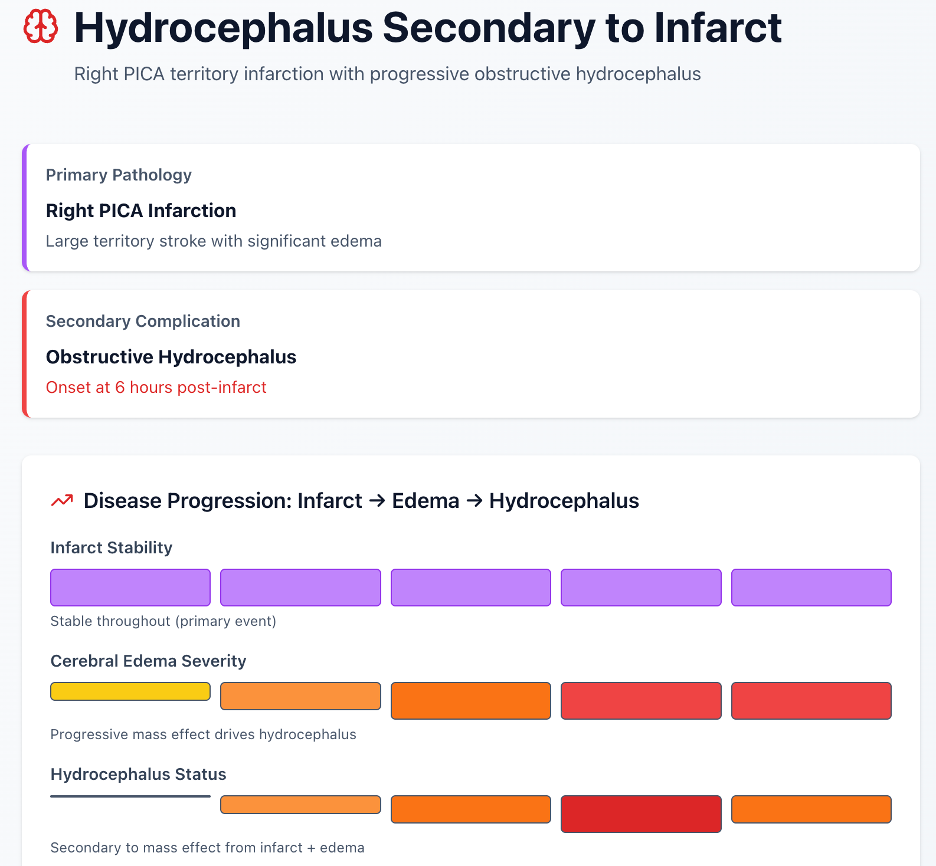 Hydrocephalus Secondary to Infarct
Right PICA territory infarction with progressive obstructive hydrocephalus
Primary Pathology
Right PICA Infarction
Large territory stroke with significant edema
Secondary Complication
Obstructive Hydrocephalus
Onset at 6 hours post-infarct
Disease Progression: Infarct → Edema → Hydrocephalus
Infarct Stability
Stable throughout (primary event)
Cerebral Edema Severity
Progressive mass effect drives hydrocephalus
Hydrocephalus Status
Secondary to mass effect from infarct + edema